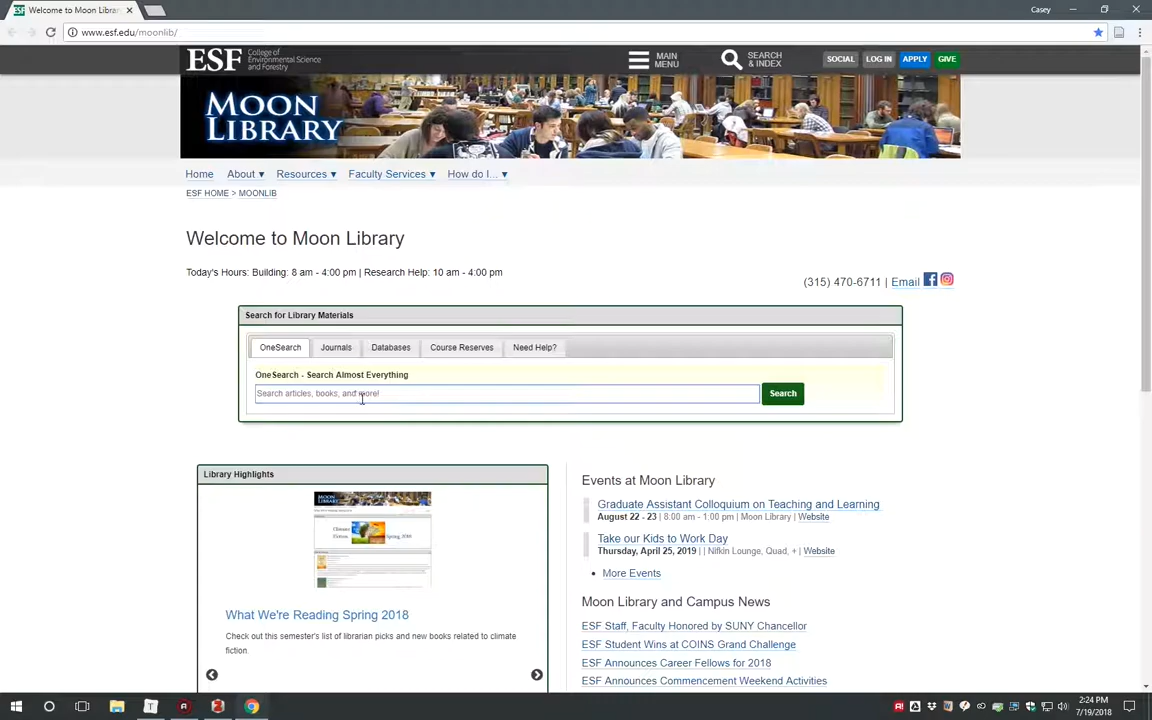 Welcome to Moon Librar
Casey
www.esf.edu/moonlib/
ESF College of Environmental Science and Forestry
MAIN MENU
SEARCH & INDEX
SOCIAL LOG IN APPLY GIVE
MOON LIBRARY
Home About ▾ Resources ▾ Faculty Services ▾ How do I... ▾
ESF HOME > MOONLIB
Welcome to Moon Library
Today's Hours: Building: 8 am - 4:00 pm | Research Help: 10 am - 4:00 pm
(315) 470-6711 | Email
Search for Library Materials
OneSearch Journals Databases Course Reserves Need Help?
OneSearch - Search Almost Everything
Search articles, books, and more!
Search
Library Highlights
What We're Reading Spring 2018
Check out this semester's list of librarian picks and new books related to climate
fiction.
Events at Moon Library
Graduate Assistant Colloquium on Teaching and Learning
August 22 - 23 | 8:00 am - 1:00 pm | Moon Library | Website
Take our Kids to Work Day
Thursday, April 25, 2019 | Nifkin Lounge, Quad, + | Website
• More Events
Moon Library and Campus News
ESF Staff, Faculty Honored by SUNY Chancellor
ESF Student Wins at COINS Grand Challenge
ESF Announces Career Fellows for 2018
ESF Announces Commencement Weekend Activities
2:24 PM
7/19/2018